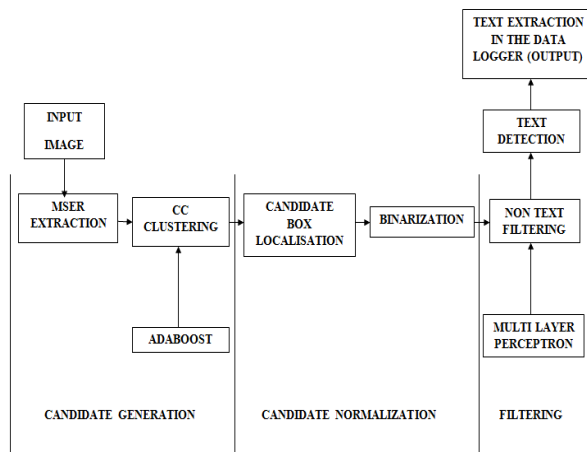 TEXT EXTRACTION
IN THE DATA
LOGGER (OUTPUT)
INPUT
IMAGE
TEXT
DETECTION
MSER
EXTRACTION
CC
CLUSTERING
CANDIDATE
BOX
LOCALISATION
BINARIZATION
NON TEXT
FILTERING
ADABOOST
MULTI LAYER
PERCEPTRON
CANDIDATE GENERATION
CANDIDATE NORMALIZATION
FILTERING